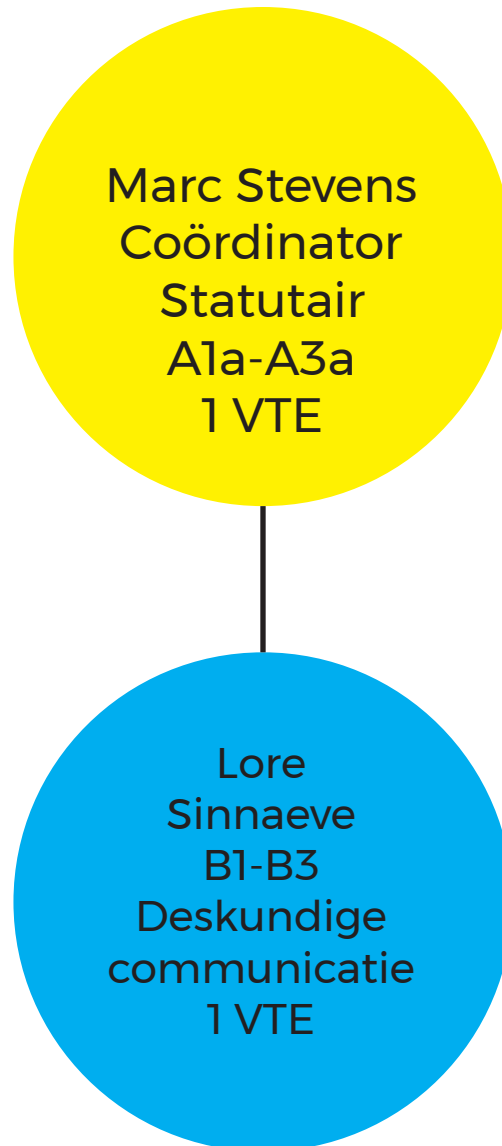 Marc Stevens
Coördinator
Statutair
A1a-A3a
1 VTE
Lore
Sinnaeve
B1-B3
Deskundige
communicatie
1 VTE